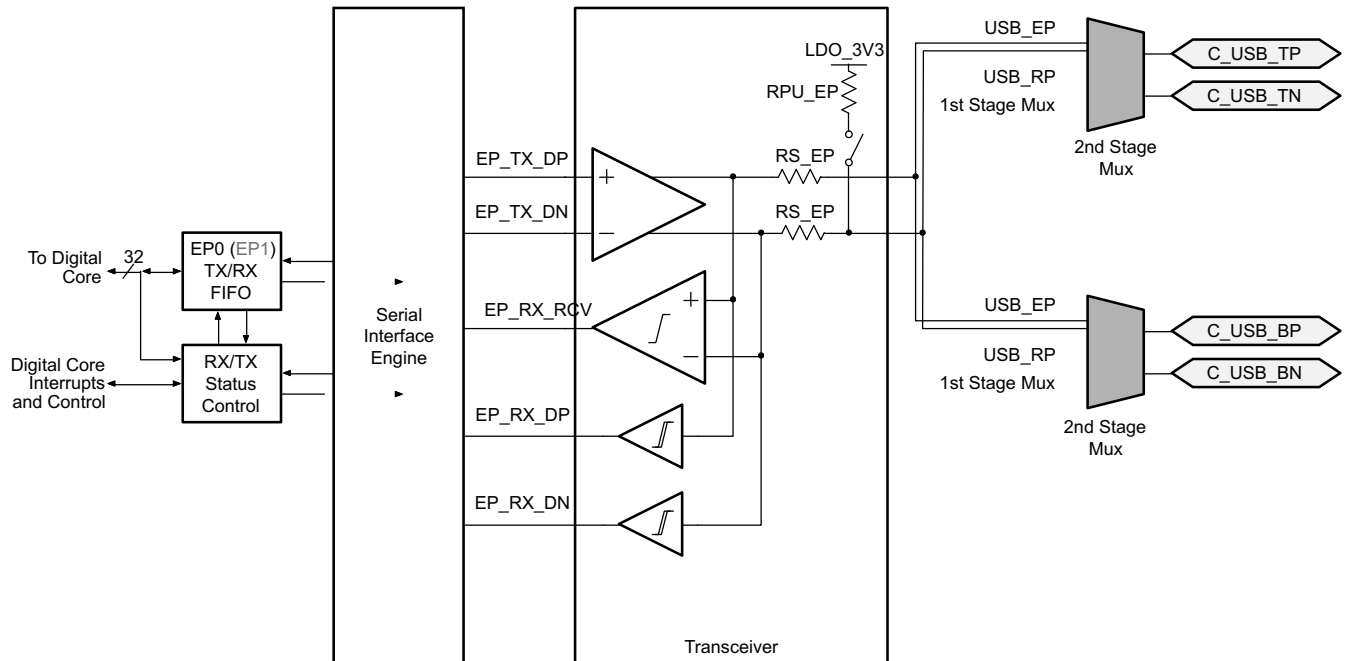 To Digital
Core
32
EP0 (EP1)
TX/RX
FIFO
Digital Core
Interrupts
and Control
RX/TX
Status
Control
Serial
Interface
Engine
EP_TX_DP
EP_TX_DN
EP_RX_RCV
EP_RX_DP
EP_RX_DN
+
−
+
−
LDO_3V3
RPU_EP
RS_EP
RS_EP
Transceiver
USB_EP
USB_RP
1st Stage Mux
2nd Stage
Mux
C_USB_TP
C_USB_TN
USB_EP
USB_RP
1st Stage Mux
2nd Stage
Mux
C_USB_BP
C_USB_BN